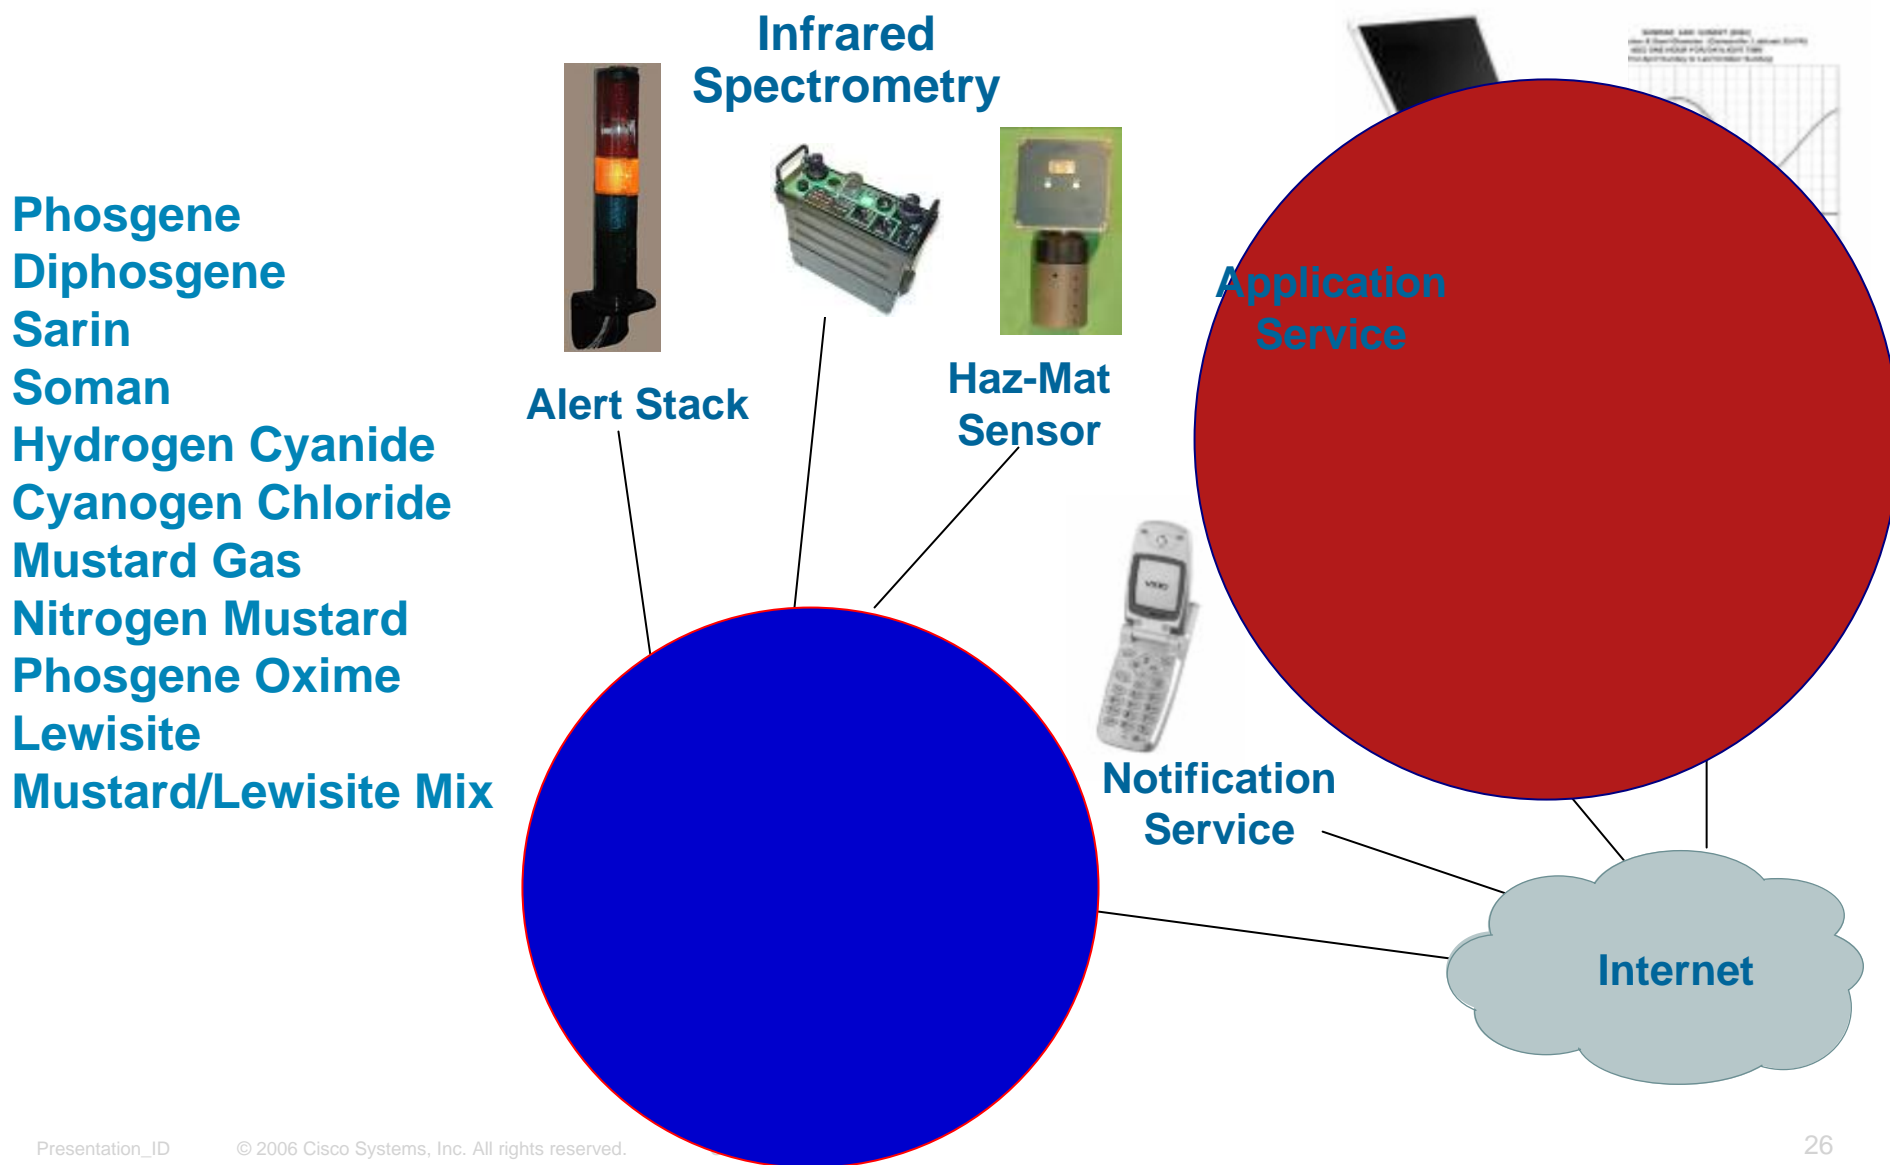 Infrared
Spectrometry
Phosgene
Diphosgene
Sarin
Soman
Hydrogen Cyanide
Cyanogen Chloride
Mustard Gas
Nitrogen Mustard
Phosgene Oxime
Lewisite
Mustard/Lewisite Mix
Alert Stack
Haz-Mat
Sensor
Application
Service
Notification
Service
Internet
Presentation_ID
© 2006 Cisco Systems, Inc. All rights reserved.
26